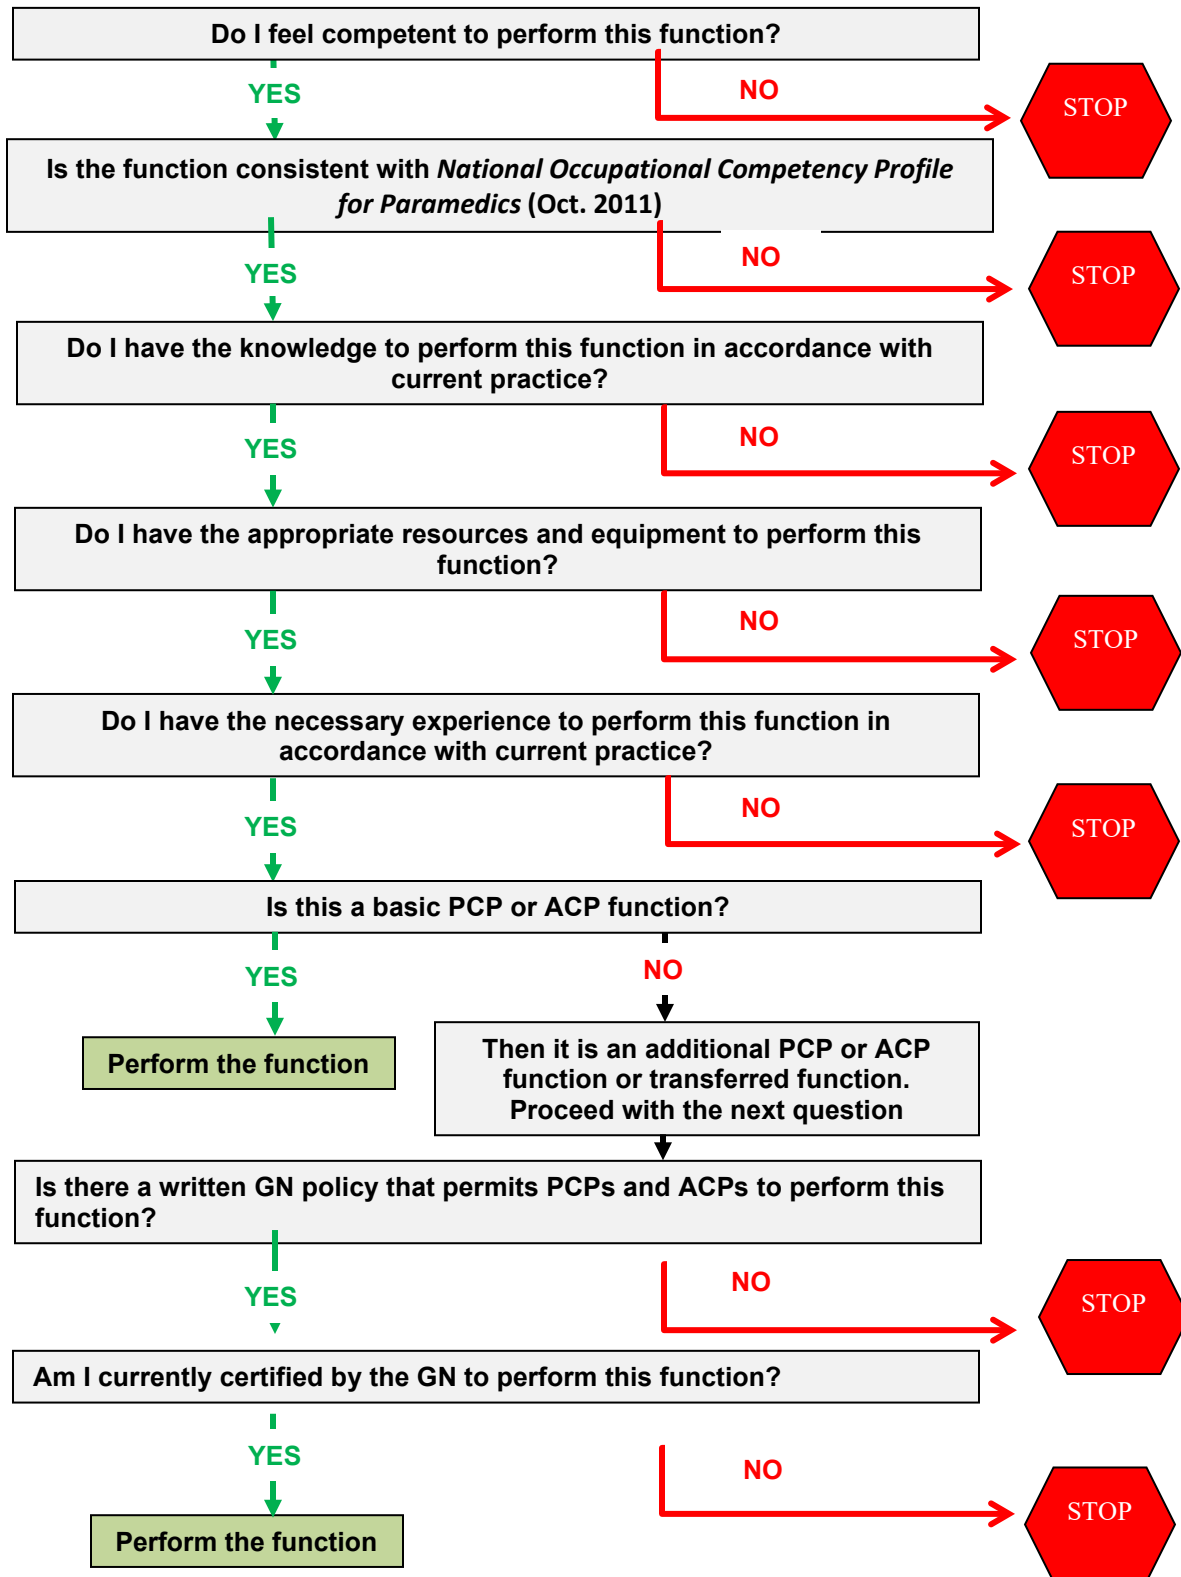 Do I feel competent to perform this function?
YES
NO
STOP
Is the function consistent with National Occupational Competency Profile
for Paramedics (Oct. 2011)
YES
NO
STOP
Do I have the knowledge to perform this function in accordance with
current practice?
YES
NO
STOP
Do I have the appropriate resources and equipment to perform this
function?
YES
NO
STOP
Do I have the necessary experience to perform this function in
accordance with current practice?
YES
NO
STOP
Is this a basic PCP or ACP function?
YES
NO
Perform the function
Then it is an additional PCP or ACP
function or transferred function.
Proceed with the next question
Is there a written GN policy that permits PCPs and ACPs to perform this
function?
YES
NO
STOP
Am I currently certified by the GN to perform this function?
YES
NO
STOP
Perform the function